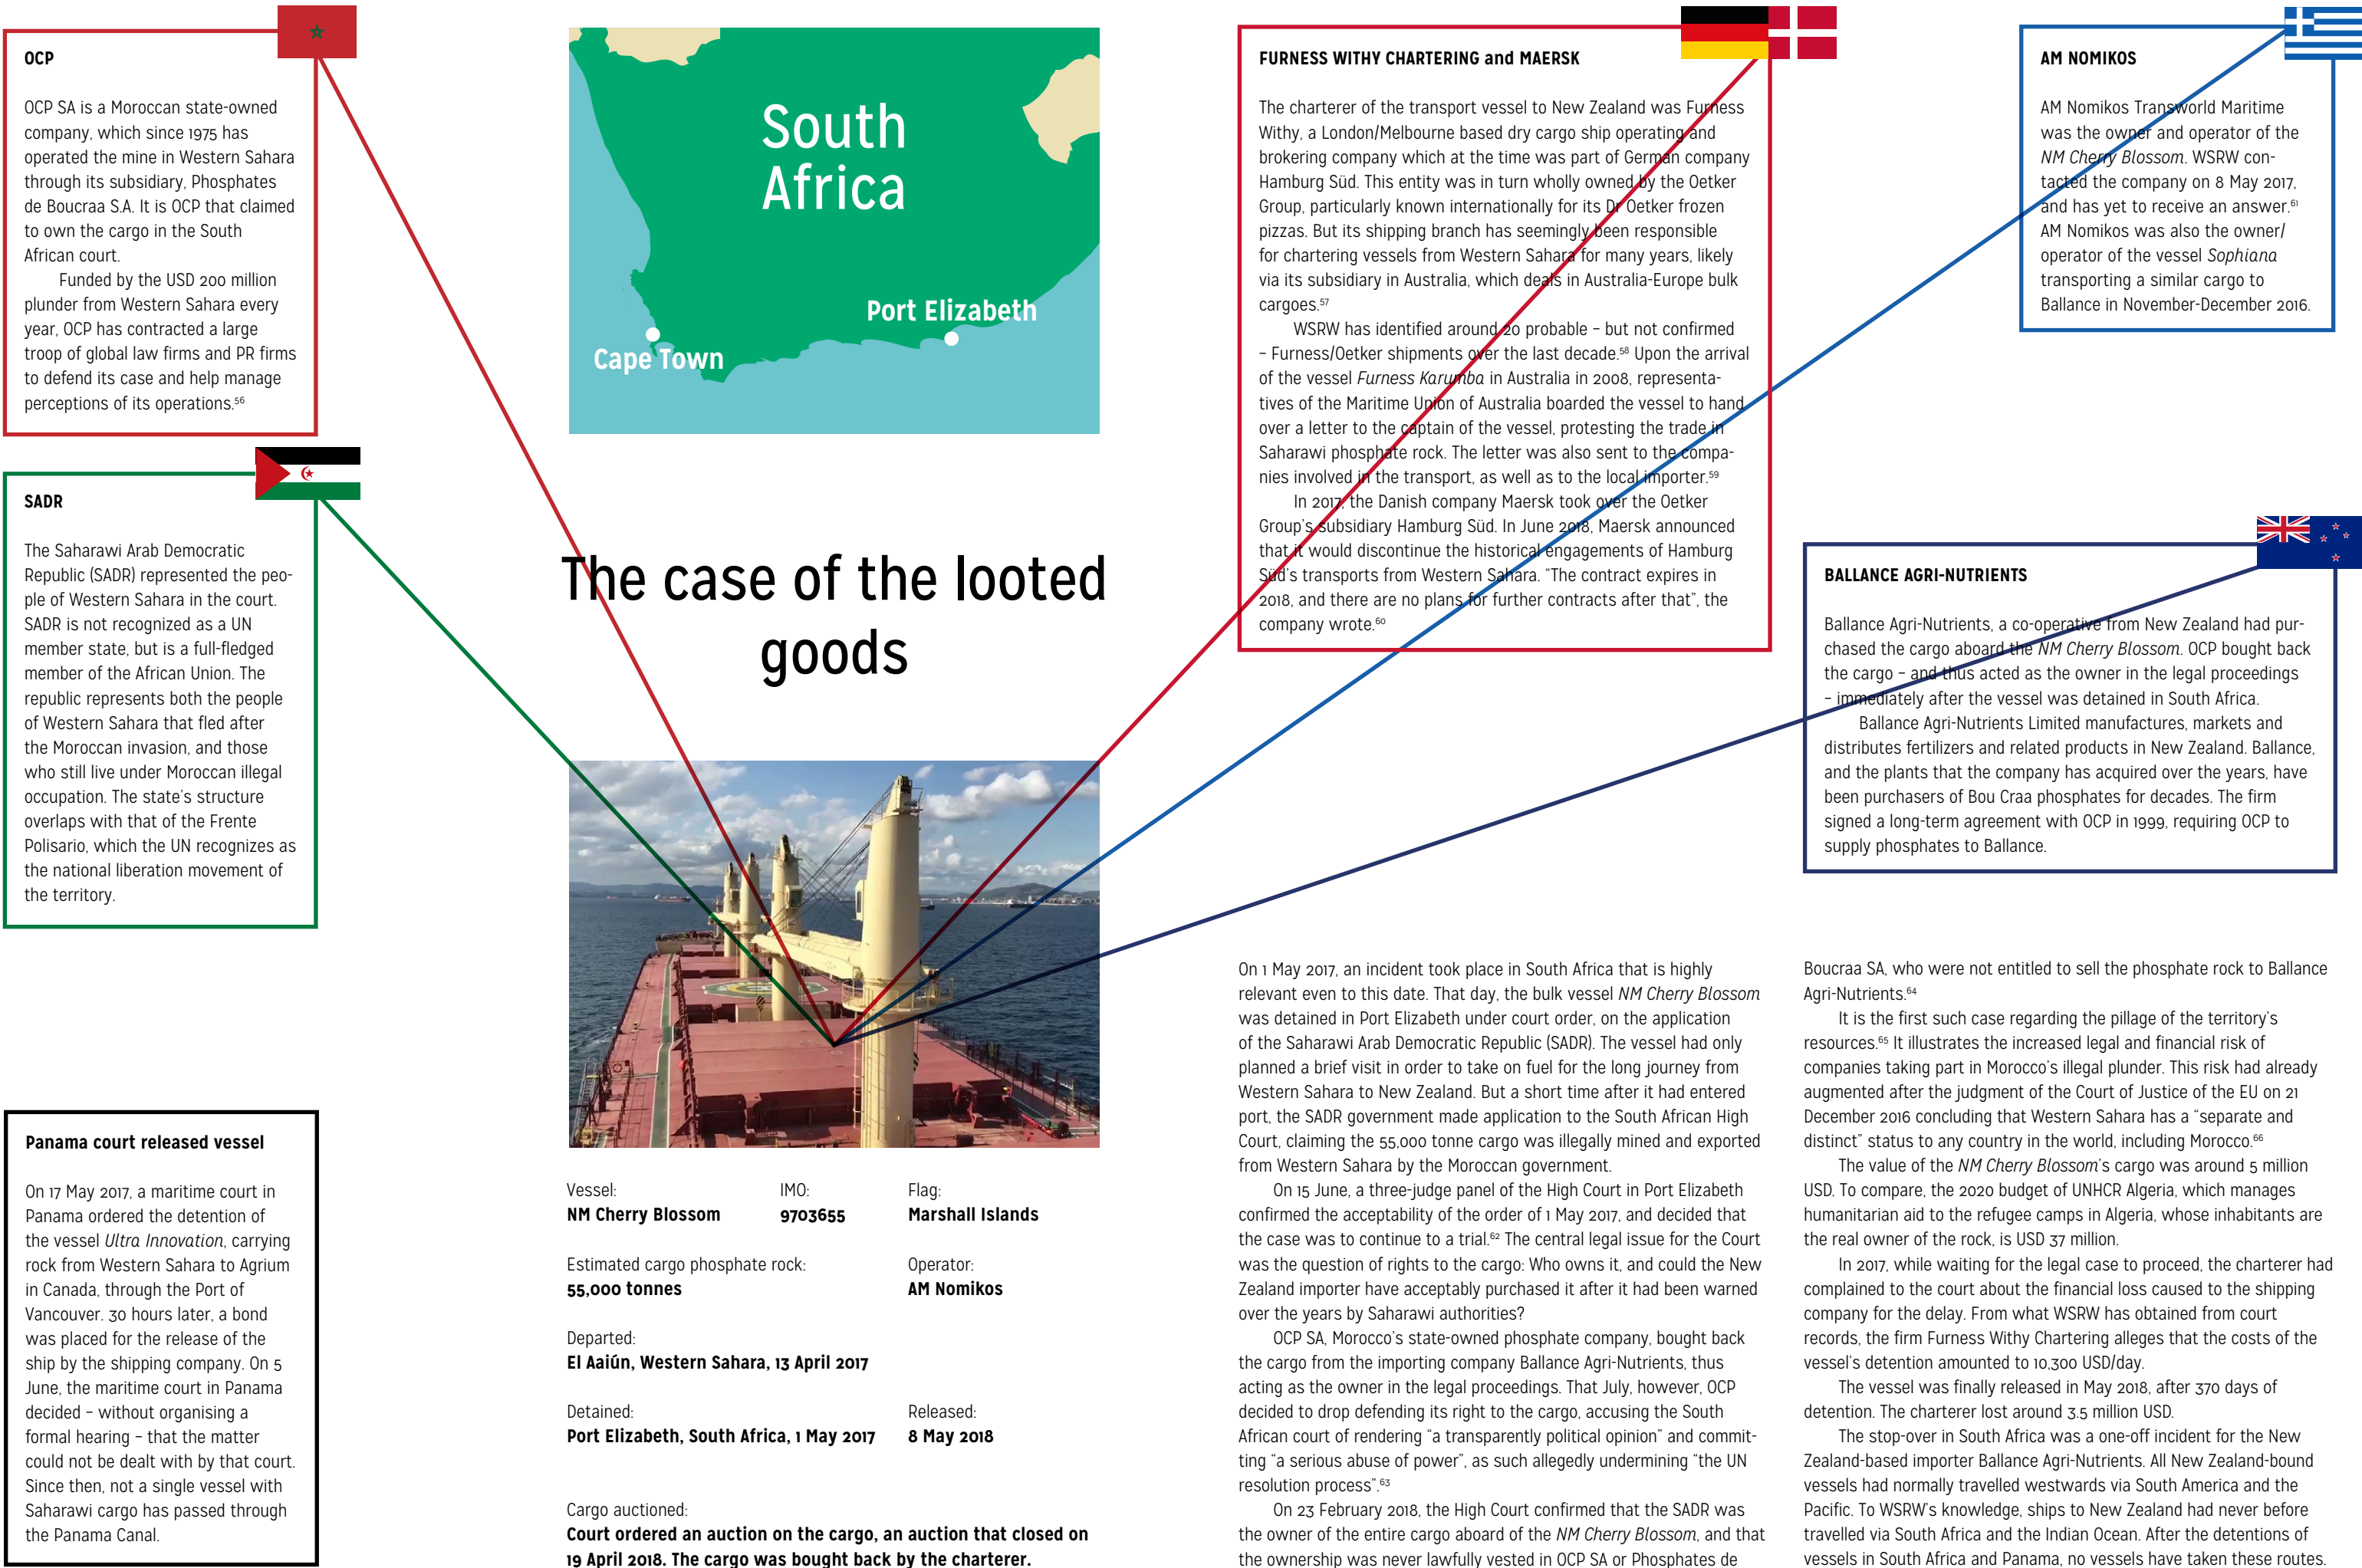 OCP
OCP SA is a Moroccan state-owned
company, which since 1975 has
operated the mine in Western Sahara
through its subsidiary, Phosphates
de Boucraa S.A. It is OCP that claimed
to own the cargo in the South
African court.
Funded by the USD 200 million
plunder from Western Sahara every
year, OCP has contracted a large
troop of global law firms and PR firms
to defend its case and help manage
perceptions of its operations.56
SADR
The Saharawi Arab Democratic
Republic (SADR) represented the peo-
ple of Western Sahara in the court.
SADR is not recognized as a UN
member state, but is a full-fledged
member of the African Union. The
republic represents both the people
of Western Sahara that fled after
the Moroccan invasion, and those
who still live under Moroccan illegal
occupation. The state's structure
overlaps with that of the Frente
Polisario, which the UN recognizes as
the national liberation movement of
the territory.
Panama court released vessel
On 17 May 2017, a maritime court in
Panama ordered the detention of
the vessel Ultra Innovation, carrying
rock from Western Sahara to Agrium
in Canada, through the Port of
Vancouver. 30 hours later, a bond
was placed for the release of the
ship by the shipping company. On 5
June, the maritime court in Panama
decided – without organising a
formal hearing – that the matter
could not be dealt with by that court.
Since then, not a single vessel with
Saharawi cargo has passed through
the Panama Canal.
South
Africa
Port Elizabeth
Cape Town
The case of the looted
goods
Vessel: IMO: Flag:
NM Cherry Blossom 9703655 Marshall Islands
Estimated cargo phosphate rock: Operator:
55,000 tonnes AM Nomikos
Departed:
El Aaiún, Western Sahara, 13 April 2017
Detained: Released:
Port Elizabeth, South Africa, 1 May 2017 8 May 2018
Cargo auctioned:
Court ordered an auction on the cargo, an auction that closed on
19 April 2018. The cargo was bought back by the charterer.
FURNESS WITHY CHARTERING and MAERSK
The charterer of the transport vessel to New Zealand was Furness
Withy, a London/Melbourne based dry cargo ship operating and
brokering company which at the time was part of German company
Hamburg Süd. This entity was in turn wholly owned by the Oetker
Group, particularly known internationally for its Dr Oetker frozen
pizzas. But its shipping branch has seemingly been responsible
for chartering vessels from Western Sahara for many years, likely
via its subsidiary in Australia, which deals in Australia-Europe bulk
cargoes.57
WSRW has identified around 20 probable – but not confirmed
– Furness/Oetker shipments over the last decade.58 Upon the arrival
of the vessel Furness Karumba in Australia in 2008, representa-
tives of the Maritime Union of Australia boarded the vessel to hand
over a letter to the captain of the vessel, protesting the trade in
Saharawi phosphate rock. The letter was also sent to the compa-
nies involved in the transport, as well as to the local importer.59
In 2017, the Danish company Maersk took over the Oetker
Group's subsidiary Hamburg Süd. In June 2018, Maersk announced
that it would discontinue the historical engagements of Hamburg
Süd's transports from Western Sahara. “The contract expires in
2018, and there are no plans for further contracts after that”, the
company wrote.60
AM NOMIKOS
AM Nomikos Transworld Maritime
was the owner and operator of the
NM Cherry Blossom. WSRW con-
tacted the company on 8 May 2017,
and has yet to receive an answer.61
AM Nomikos was also the owner/
operator of the vessel Sophiana
transporting a similar cargo to
Ballance in November-December 2016.
BALLANCE AGRI-NUTRIENTS
Ballance Agri-Nutrients, a co-operative from New Zealand had pur-
chased the cargo aboard the NM Cherry Blossom. OCP bought back
the cargo – and thus acted as the owner in the legal proceedings
– immediately after the vessel was detained in South Africa.
Ballance Agri-Nutrients Limited manufactures, markets and
distributes fertilizers and related products in New Zealand. Ballance,
and the plants that the company has acquired over the years, have
been purchasers of Bou Craa phosphates for decades. The firm
signed a long-term agreement with OCP in 1999, requiring OCP to
supply phosphates to Ballance.
On 1 May 2017, an incident took place in South Africa that is highly
relevant even to this date. That day, the bulk vessel NM Cherry Blossom
was detained in Port Elizabeth under court order, on the application
of the Saharawi Arab Democratic Republic (SADR). The vessel had only
planned a brief visit in order to take on fuel for the long journey from
Western Sahara to New Zealand. But a short time after it had entered
port, the SADR government made application to the South African High
Court, claiming the 55,000 tonne cargo was illegally mined and exported
from Western Sahara by the Moroccan government.
On 15 June, a three-judge panel of the High Court in Port Elizabeth
confirmed the acceptability of the order of 1 May 2017, and decided that
the case was to continue to a trial.62 The central legal issue for the Court
was the question of rights to the cargo: Who owns it, and could the New
Zealand importer have acceptably purchased it after it had been warned
over the years by Saharawi authorities?
OCP SA, Morocco's state-owned phosphate company, bought back
the cargo from the importing company Ballance Agri-Nutrients, thus
acting as the owner in the legal proceedings. That July, however, OCP
decided to drop defending its right to the cargo, accusing the South
African court of rendering “a transparently political opinion” and commit-
ting “a serious abuse of power”, as such allegedly undermining “the UN
resolution process”.63
On 23 February 2018, the High Court confirmed that the SADR was
the owner of the entire cargo aboard of the NM Cherry Blossom, and that
the ownership was never lawfully vested in OCP SA or Phosphates de
Boucraa SA, who were not entitled to sell the phosphate rock to Ballance
Agri-Nutrients.64
It is the first such case regarding the pillage of the territory's
resources.65 It illustrates the increased legal and financial risk of
companies taking part in Morocco's illegal plunder. This risk had already
augmented after the judgment of the Court of Justice of the EU on 21
December 2016 concluding that Western Sahara has a “separate and
distinct” status to any country in the world, including Morocco.66
The value of the NM Cherry Blossom's cargo was around 5 million
USD. To compare, the 2020 budget of UNHCR Algeria, which manages
humanitarian aid to the refugee camps in Algeria, whose inhabitants are
the real owner of the rock, is USD 37 million.
In 2017, while waiting for the legal case to proceed, the charterer had
complained to the court about the financial loss caused to the shipping
company for the delay. From what WSRW has obtained from court
records, the firm Furness Withy Chartering alleges that the costs of the
vessel's detention amounted to 10,300 USD/day.
The vessel was finally released in May 2018, after 370 days of
detention. The charterer lost around 3.5 million USD.
The stop-over in South Africa was a one-off incident for the New
Zealand-based importer Ballance Agri-Nutrients. All New Zealand-bound
vessels had normally travelled westwards via South America and the
Pacific. To WSRW's knowledge, ships to New Zealand had never before
travelled via South Africa and the Indian Ocean. After the detentions of
vessels in South Africa and Panama, no vessels have taken these routes.